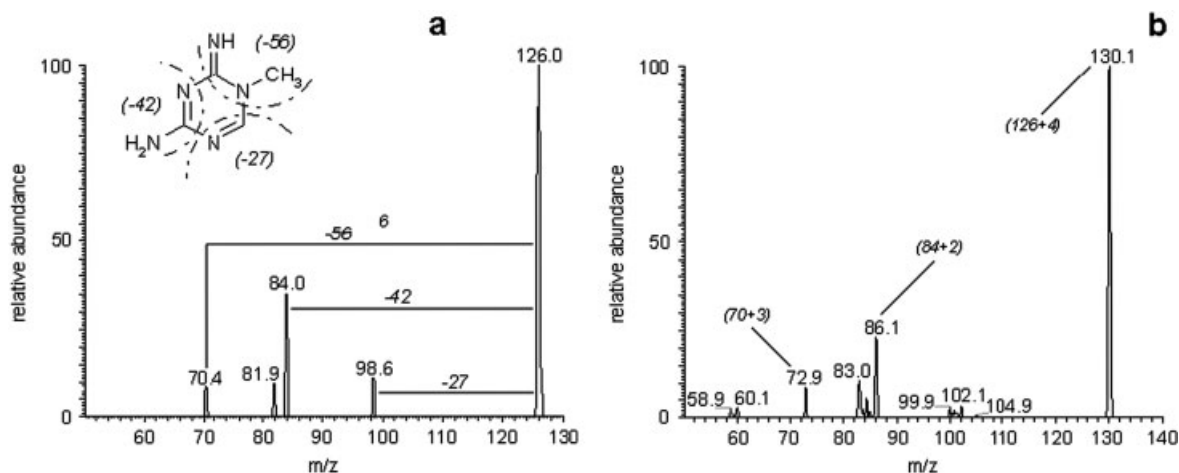 a
NH
(-56)
CH3
N
N
(-42)
H2N
N
(-27)
relative abundance
100
50
0
126.0
6
-56
84.0
-42
70.4
81.9
98.6
-27
60 70 80 90 100 110 120 130
m/z
b
relative abundance
100
50
0
130.1
(126+4)
(84+2)
(70+3)
86.1
72.9
83.0
58.9
60.1
99.9
102.1
104.9
60 70 80 90 100 110 120 130 140
m/z